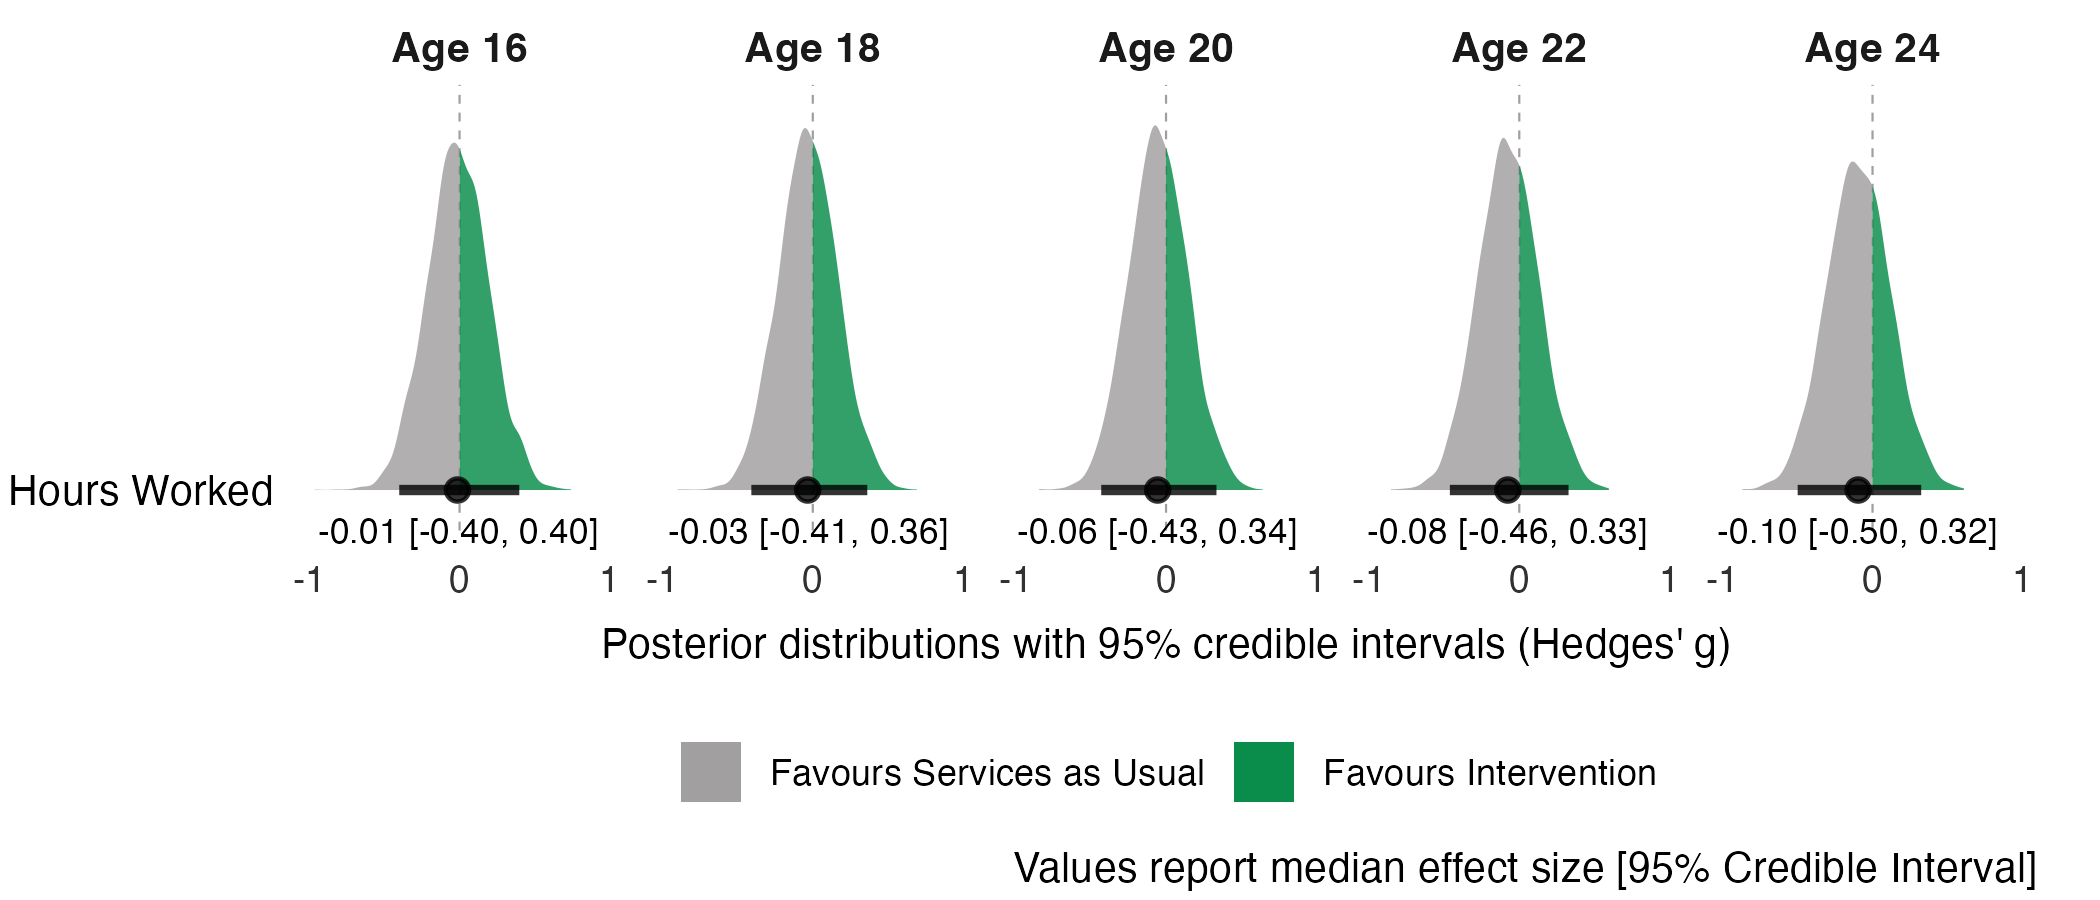 Age 16 Age 18 Age 20 Age 22 Age 24
Hours Worked
-0.01 [-0.40, 0.40] -0.03 [-0.41, 0.36] -0.06 [-0.43, 0.34] -0.08 [-0.46, 0.33] -0.10 [-0.50, 0.32]
-1 0 1 -1 0 1 -1 0 1 -1 0 1 -1 0 1
Posterior distributions with 95% credible intervals (Hedges' g)
Favours Services as Usual Favours Intervention
Values report median effect size [95% Credible Interval]